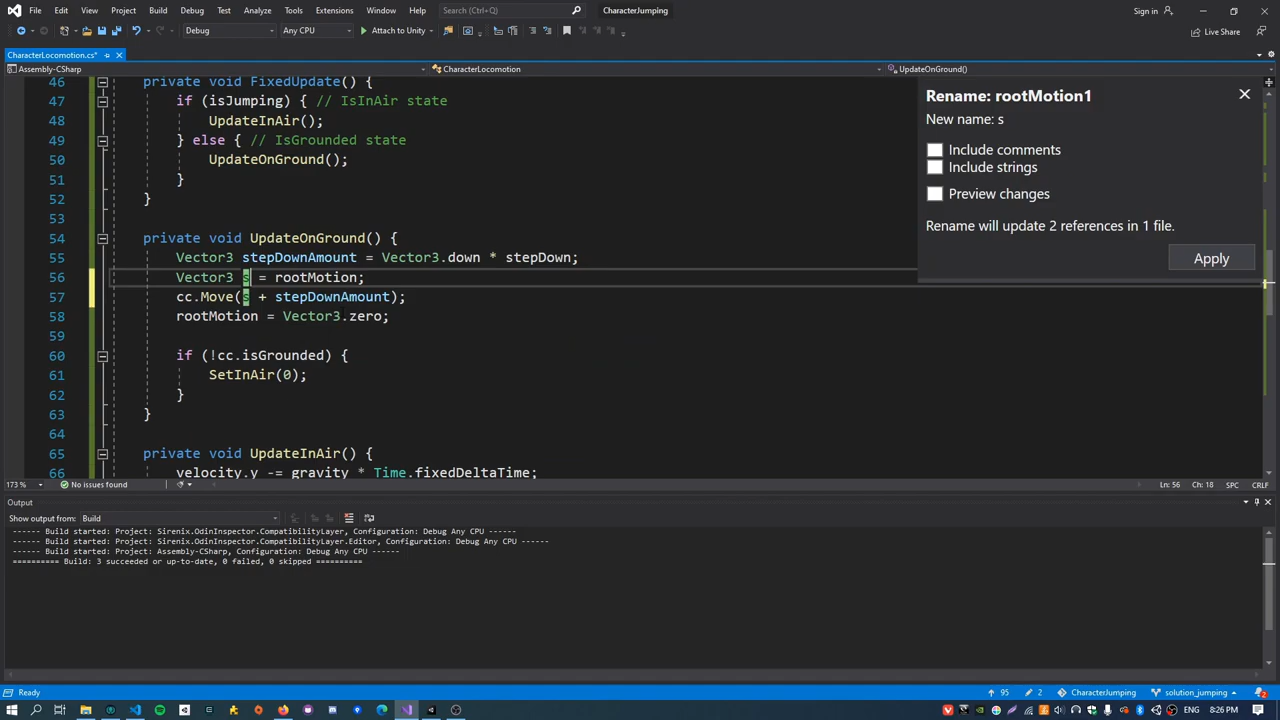 File Edit View Project Build Debug Test Analyze Tools Extensions Window Help Search (Ctrl+Q) CharacterJumping Sign in
Debug Any CPU Attach to Unity Live Share
CharacterLocomotion.cs*
Assembly-CSharp CharacterLocomotion UpdateOnGround()
46 private void FixedUpdate() {
47 if (isJumping) { // IsInAir state
48 UpdateInAir();
49 } else { // IsGrounded state
50 UpdateOnGround();
51 }
52 }
53
54 private void UpdateOnGround() {
55 Vector3 stepDownAmount = Vector3.down * stepDown;
56 Vector3 s = rootMotion;
57 cc.Move(s + stepDownAmount);
58 rootMotion = Vector3.zero;
59
60 if (!cc.isGrounded) {
61 SetInAir(0);
62 }
63 }
64
65 private void UpdateInAir() {
66 velocity.y -= gravity * Time.fixedDeltaTime;
Rename: rootMotion1
New name: s
Include comments
Include strings
Preview changes
Rename will update 2 references in 1 file.
Apply
173 % No issues found Ln: 56 Ch: 18 SPC CRLF
Output
Show output from: Build
------ Build started: Project: Sirenix.OdinInspector.CompatibilityLayer, Configuration: Debug Any CPU ------
------ Build started: Project: Sirenix.OdinInspector.CompatibilityLayer.Editor, Configuration: Debug Any CPU ------
------ Build started: Project: Assembly-CSharp, Configuration: Debug Any CPU ------
========== Build: 3 succeeded or up-to-date, 0 failed, 0 skipped ==========
Ready 95 2 CharacterJumping solution_jumping 2
ENG 8:26 PM